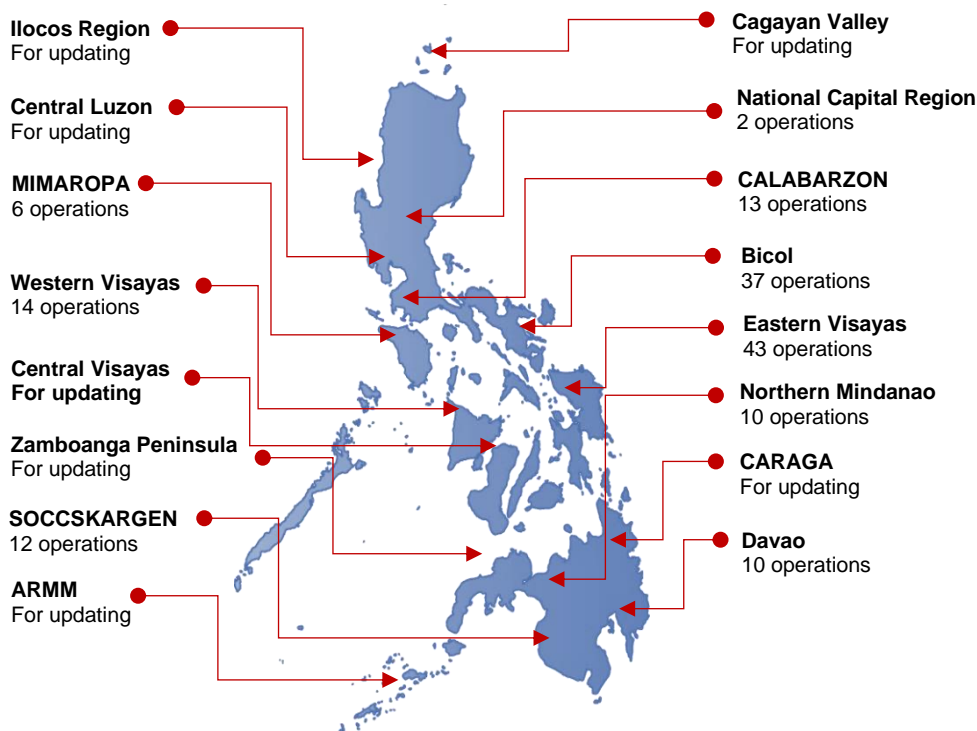 Ilocos Region
For updating
Central Luzon
For updating
MIMAROPA
6 operations
Western Visayas
14 operations
Central Visayas
For updating
Zamboanga Peninsula
For updating
SOCCSKARGEN
12 operations
ARMM
For updating
Cagayan Valley
For updating
National Capital Region
2 operations
CALABARZON
13 operations
Bicol
37 operations
Eastern Visayas
43 operations
Northern Mindanao
10 operations
CARAGA
For updating
Davao
10 operations